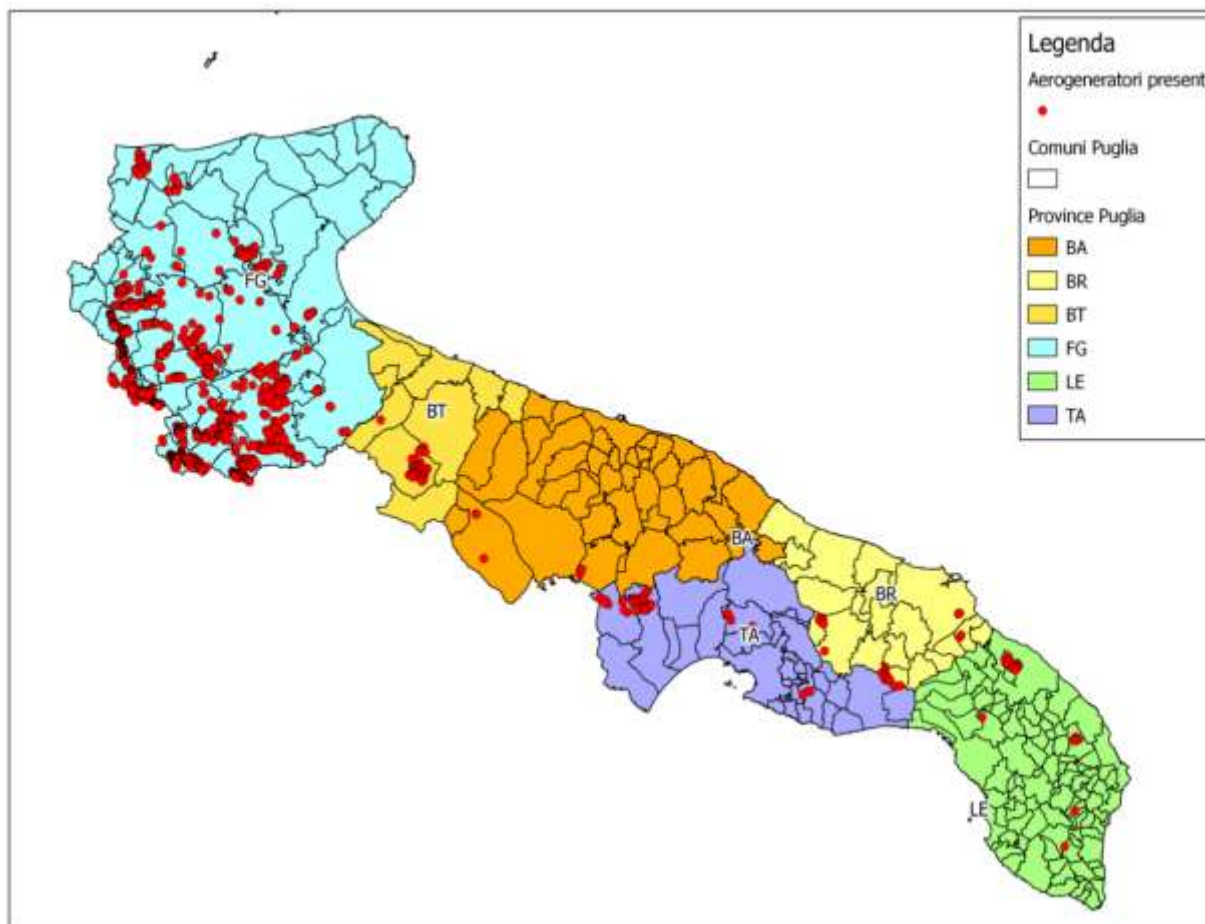 Legenda
Aerogeneratori present
Comuni Puglia
Province Puglia
BA
BR
BT
FG
LE
TA
FG
BT
BA
BR
TA
LE